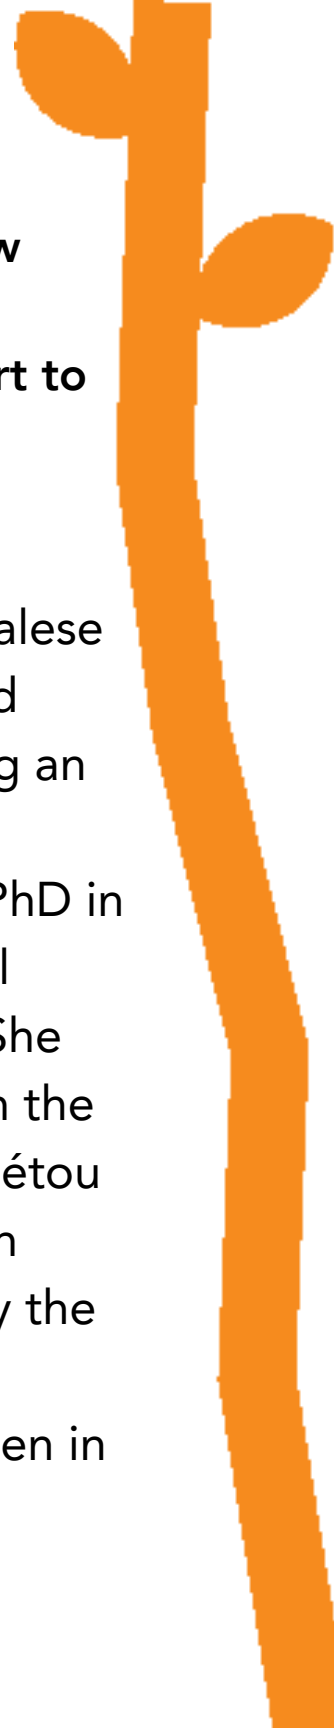 w
rt to
alese
d
g an
PhD in
l
She
n the
étou
n
y the
en in